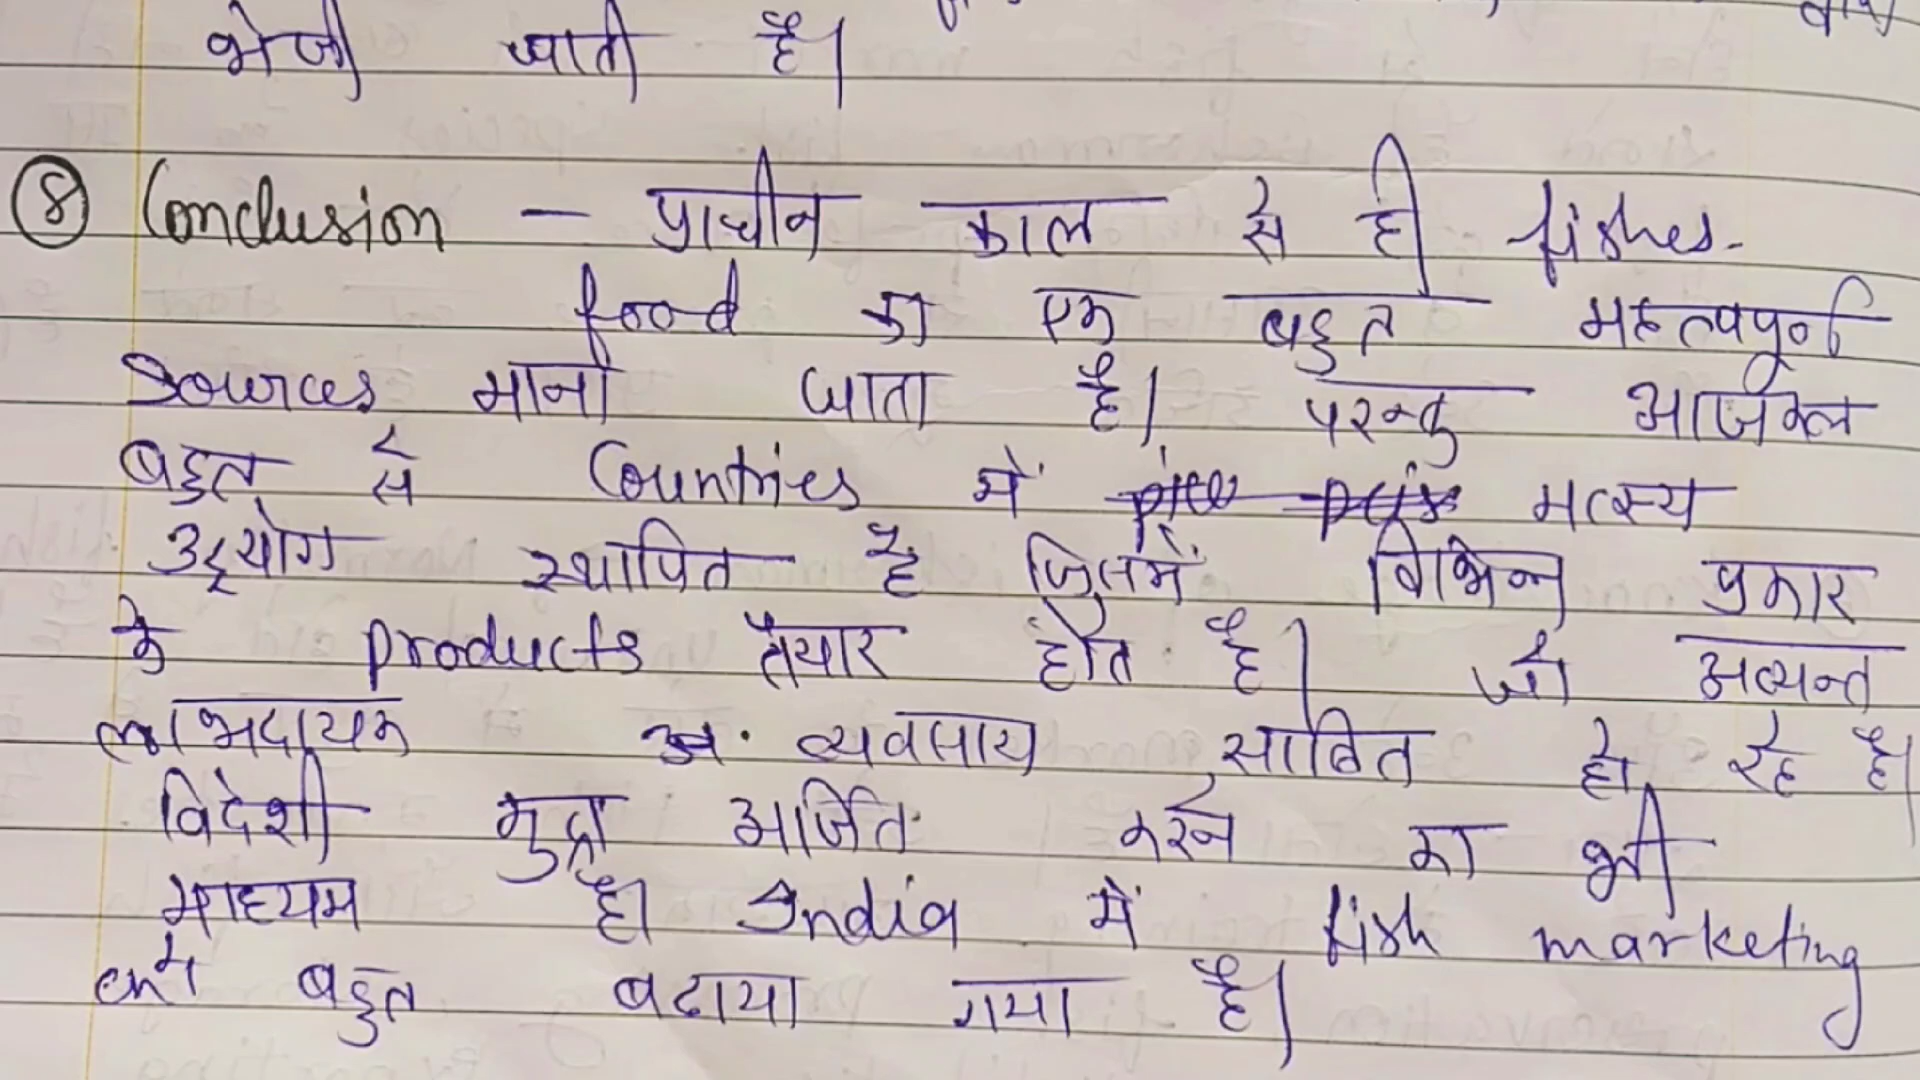 भेजी जाती है।
⑧ Conclusion – प्राचीन काल से ही fishes
food का एक बहुत महत्वपूर्ण
Sources माना जाता है। परन्तु आजकल
बहुत से Countries में मत्स्य
उद्योग स्थापित है जिसमें विभिन्न प्रकार
के products तैयार होते है। जो अत्यन्त
लाभदायक व्यवसाय साबित हो रहे है।
विदेशी मुद्रा अर्जित करने का भी
माध्यम है। India में fish marketing
को बहुत बढाया गया है।